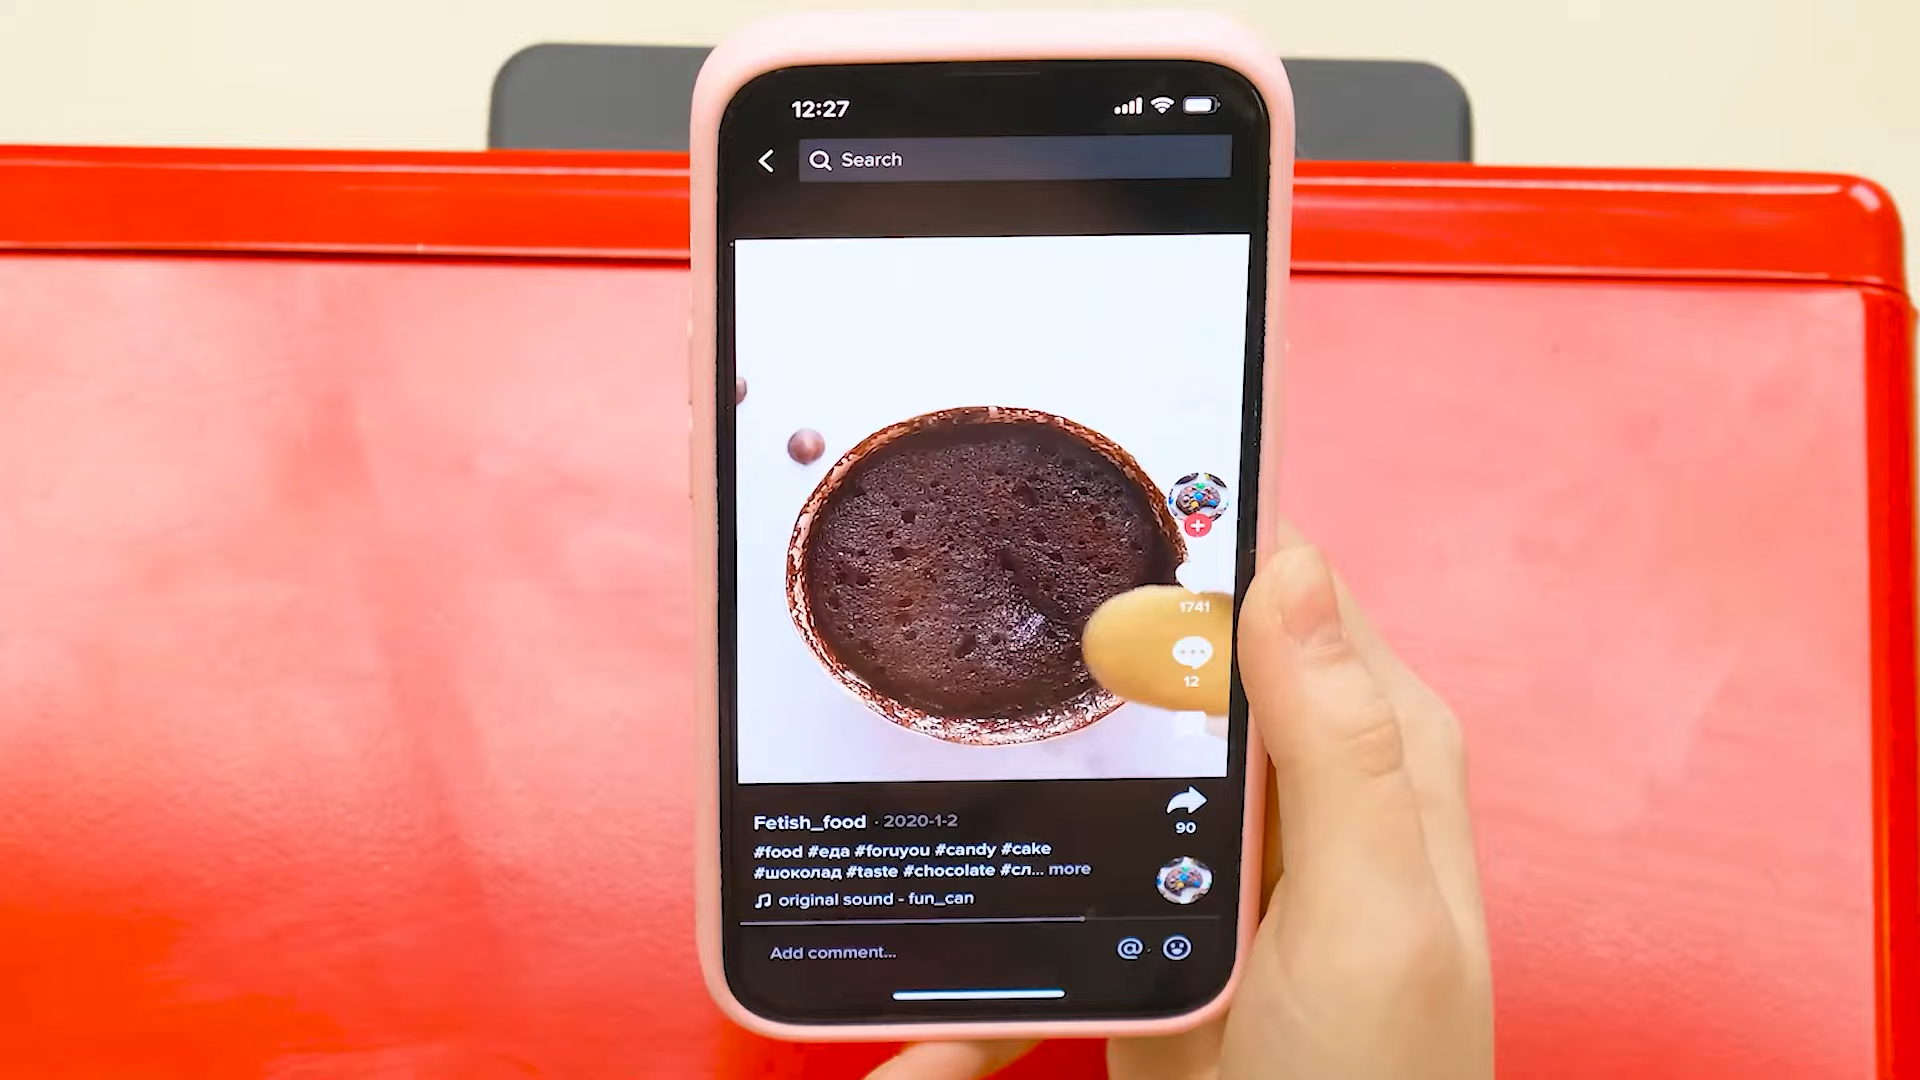 12:27
Search
1741
12
90
Fetish_food · 2020-1-2
#food #еда #foruyou #candy #cake
#шоколад #taste #chocolate #сл... more
original sound - fun_can
Add comment...
@